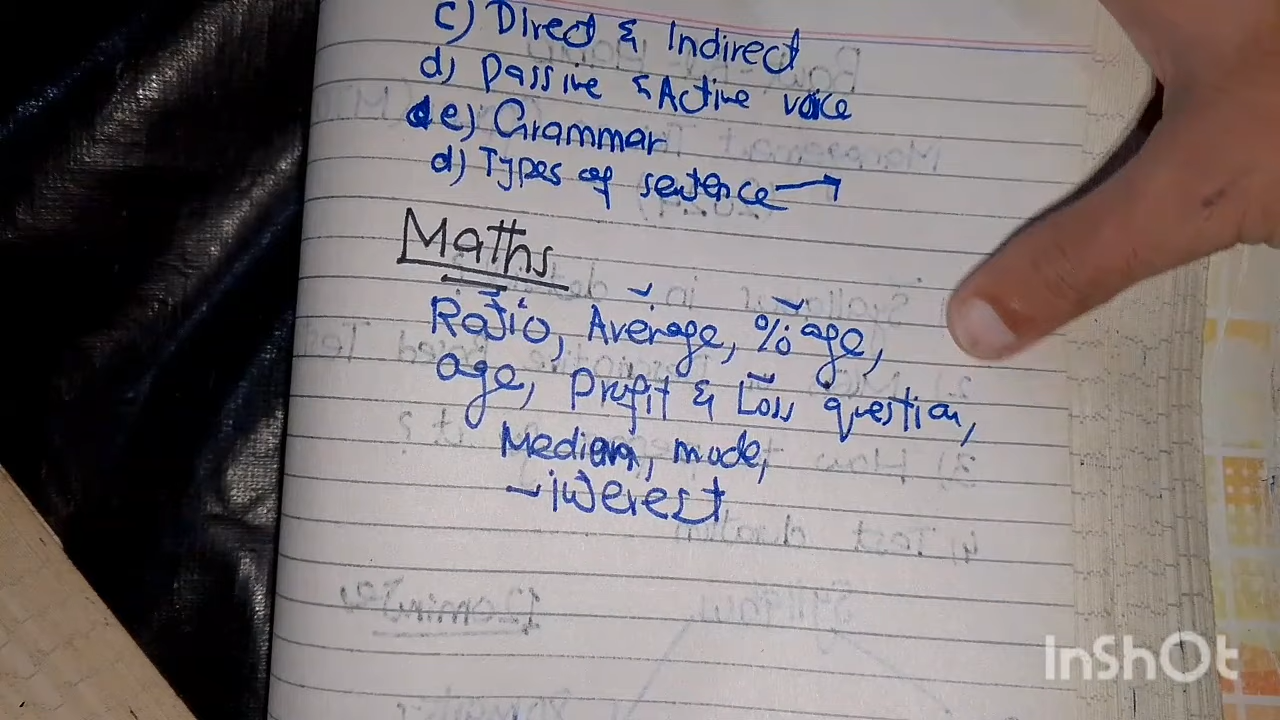 c) Direct & Indirect
d) Passive & Active voice
e) Grammar
d) Types of sentence →
Maths
Ratio, Average, %age,
age, Profit & Loss question,
Median, mode,
- interest
InShOt